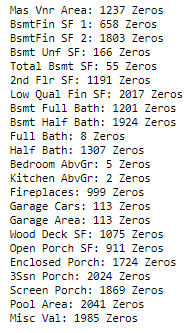 Mas Vnr Area: 1237 Zeros
BsmtFin SF 1: 658 Zeros
BsmtFin SF 2: 1803 Zeros
Bsmt Unf SF: 166 Zeros
Total Bsmt SF: 55 Zeros
2nd Flr SF: 1191 Zeros
Low Qual Fin SF: 2017 Zeros
Bsmt Full Bath: 1201 Zeros
Bsmt Half Bath: 1924 Zeros
Full Bath: 8 Zeros
Half Bath: 1307 Zeros
Bedroom AbvGr: 5 Zeros
Kitchen AbvGr: 2 Zeros
Fireplaces: 999 Zeros
Garage Cars: 113 Zeros
Garage Area: 113 Zeros
Wood Deck SF: 1075 Zeros
Open Porch SF: 911 Zeros
Enclosed Porch: 1724 Zeros
3Ssn Porch: 2024 Zeros
Screen Porch: 1869 Zeros
Pool Area: 2041 Zeros
Misc Val: 1985 Zeros